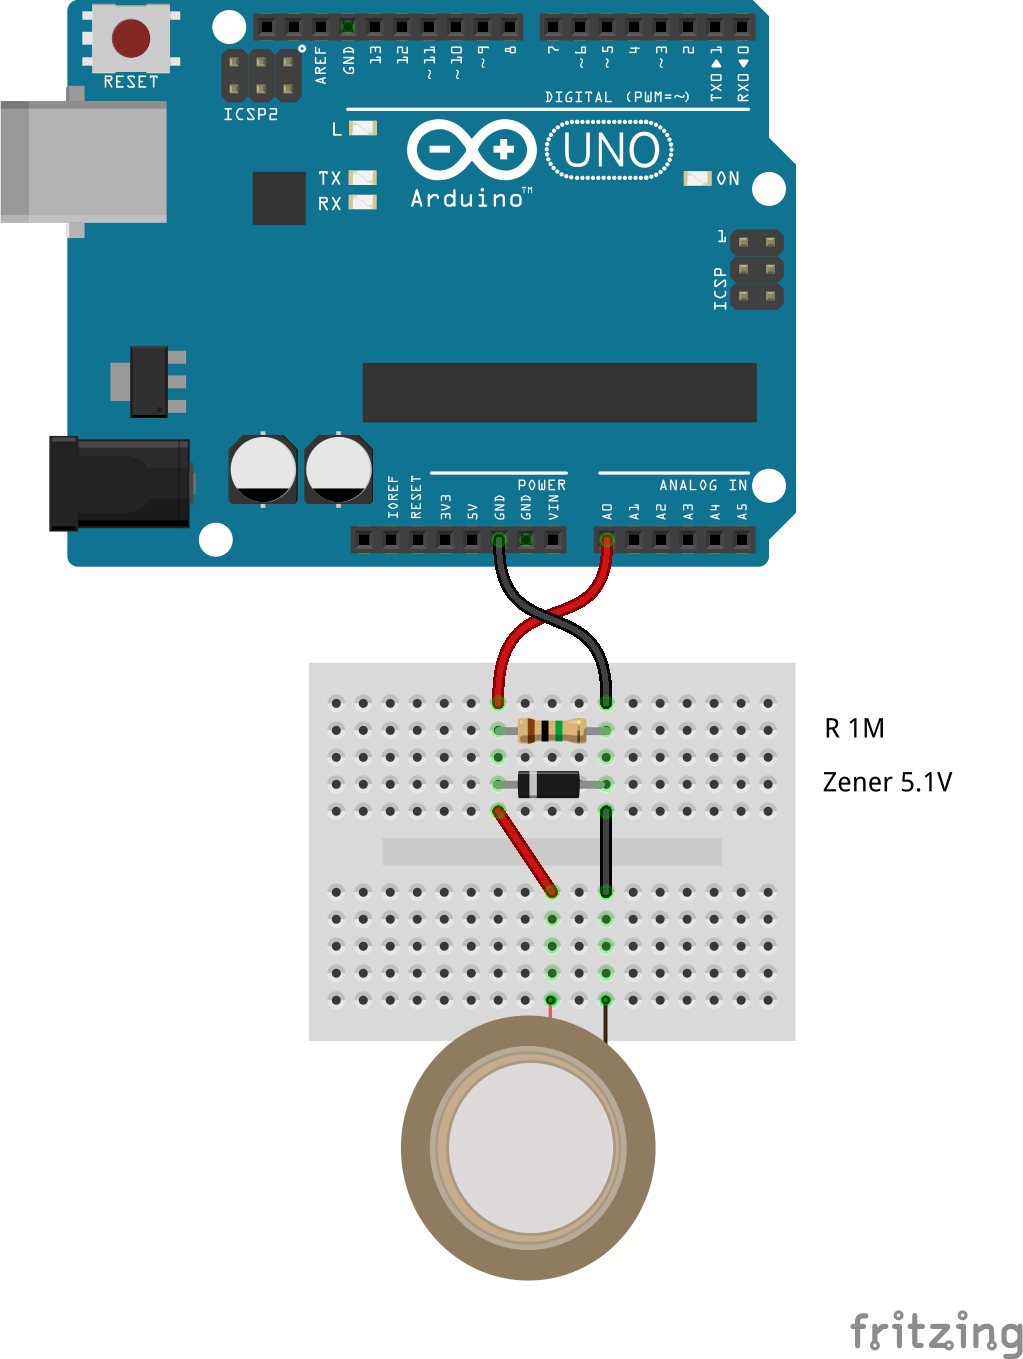 RESET
ICSP2
AREF
GND
13
12
~11
~10
~9
8
7
~6
~5
4
~3
2
TX0▶1
RX0◀0
DIGITAL (PWM=~)
L
TX
RX
UNO
Arduino™
ON
1
ICSP
POWER
ANALOG IN
IOREF
RESET
3V3
5V
GND
GND
VIN
A0
A1
A2
A3
A4
A5
R 1M
Zener 5.1V
fritzing